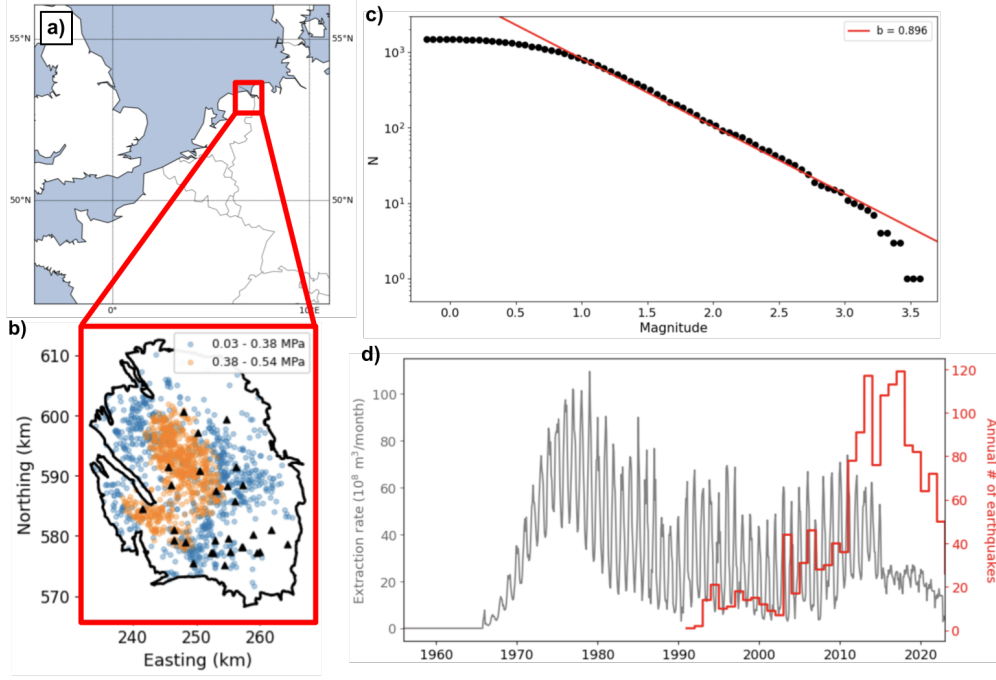 a)
55°N
55°N
50°N
50°N
0°
10°E
b)
0.03 - 0.38 MPa
0.38 - 0.54 MPa
610
600
590
580
570
Northing (km)
240
250
260
Easting (km)
c)
b = 0.896
10³
10²
10¹
10⁰
N
0.0
0.5
1.0
1.5
2.0
2.5
3.0
3.5
Magnitude
d)
100
80
60
40
20
0
Extraction rate (10⁸ m³/month)
120
100
80
60
40
20
0
Annual # of earthquakes
1960
1970
1980
1990
2000
2010
2020